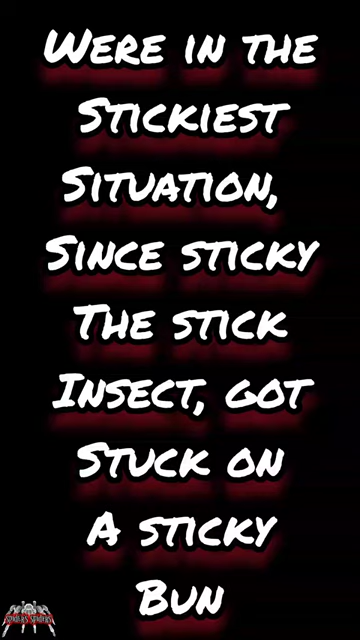 Were in the
Stickiest
Situation,
Since sticky
The stick
Insect, got
Stuck on
A sticky
Bun